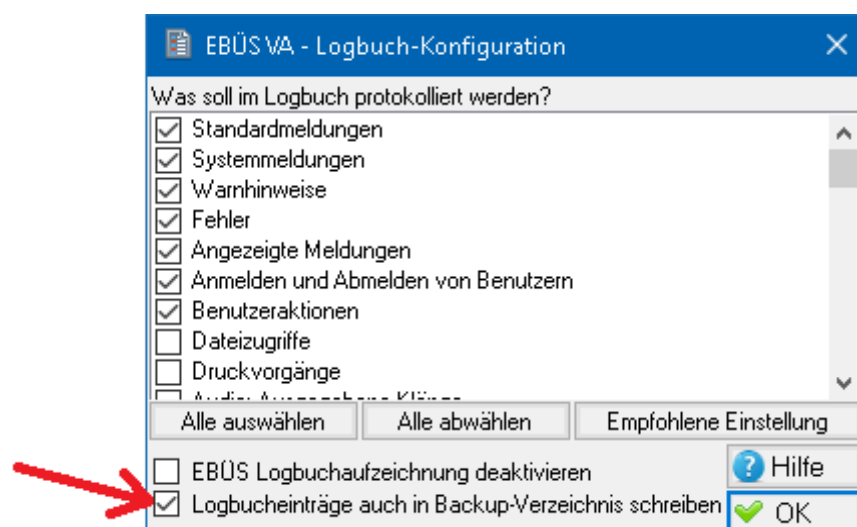 EBÜS VA - Logbuch-Konfiguration
Was soll im Logbuch protokolliert werden?
Standardmeldungen
Systemmeldungen
Warnhinweise
Fehler
Angezeigte Meldungen
Anmelden und Abmelden von Benutzern
Benutzeraktionen
Dateizugriffe
Druckvorgänge
Alle auswählen Alle abwählen Empfohlene Einstellung
EBÜS Logbuchaufzeichnung deaktivieren
Hilfe
Logbucheinträge auch in Backup-Verzeichnis schreiben
OK